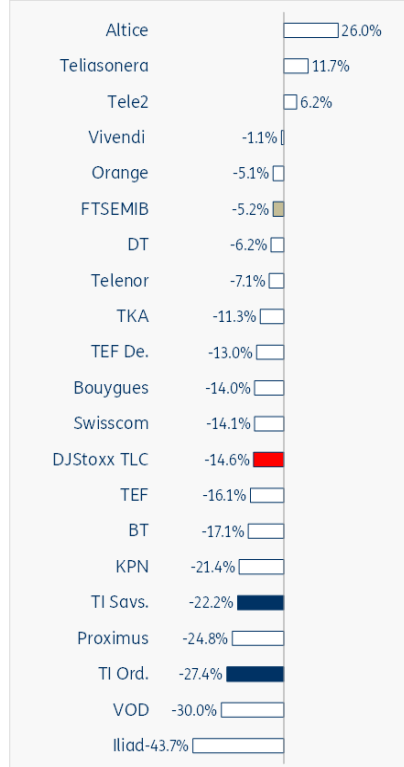 Altice 26.0%
Teliasonera 11.7%
Tele2 6.2%
Vivendi -1.1%
Orange -5.1%
FTSEMIB -5.2%
DT -6.2%
Telenor -7.1%
TKA -11.3%
TEF De. -13.0%
Bouygues -14.0%
Swisscom -14.1%
DJStoxx TLC -14.6%
TEF -16.1%
BT -17.1%
KPN -21.4%
TI Savs. -22.2%
Proximus -24.8%
TI Ord. -27.4%
VOD -30.0%
Iliad -43.7%